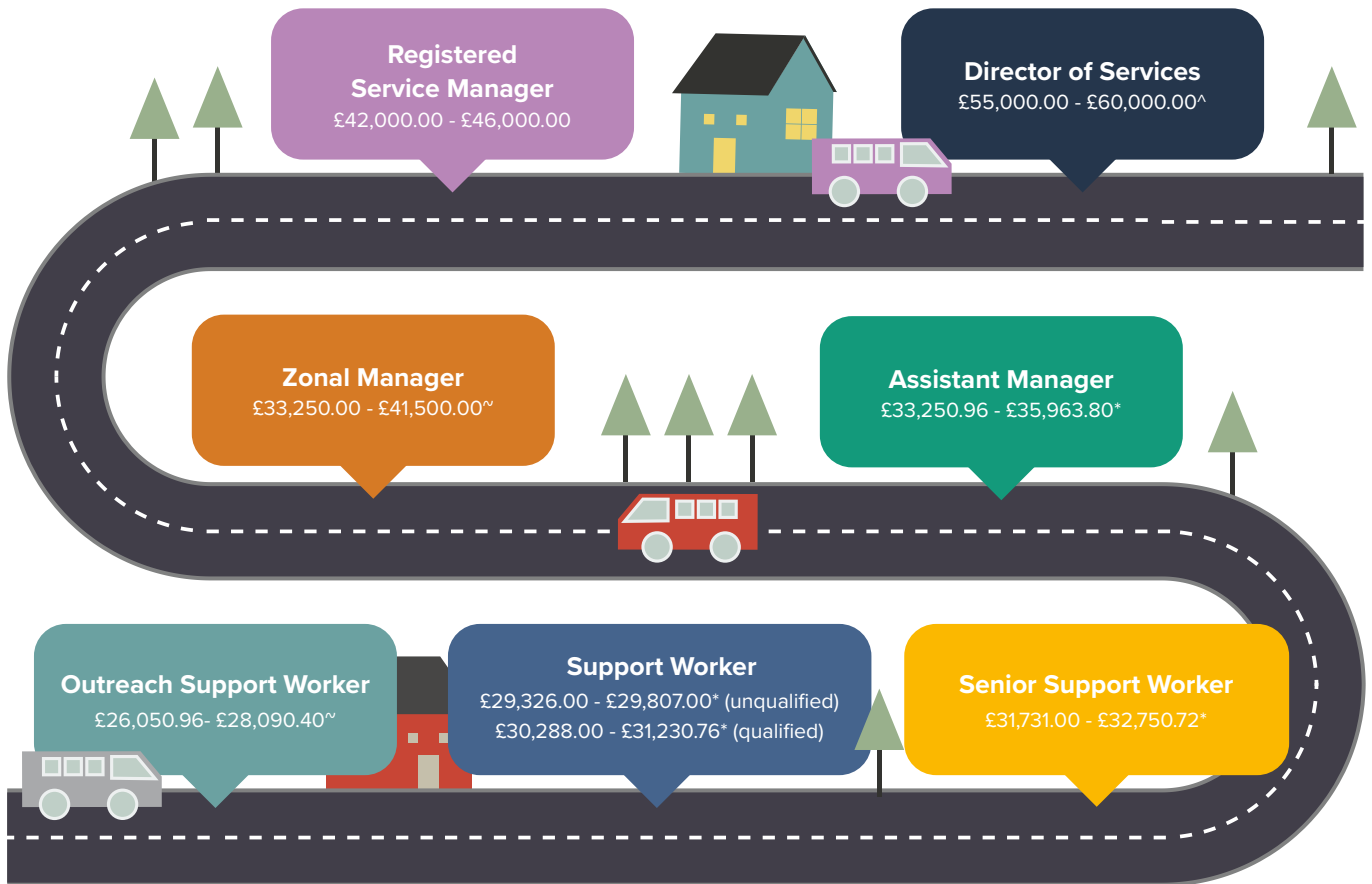 Registered
Service Manager
£42,000.00 - £46,000.00
Director of Services
£55,000.00 - £60,000.00^
Zonal Manager
£33,250.00 - £41,500.00~
Assistant Manager
£33,250.96 - £35,963.80*
Outreach Support Worker
£26,050.96- £28,090.40~
Support Worker
£29,326.00 - £29,807.00* (unqualified)
£30,288.00 - £31,230.76* (qualified)
Senior Support Worker
£31,731.00 - £32,750.72*